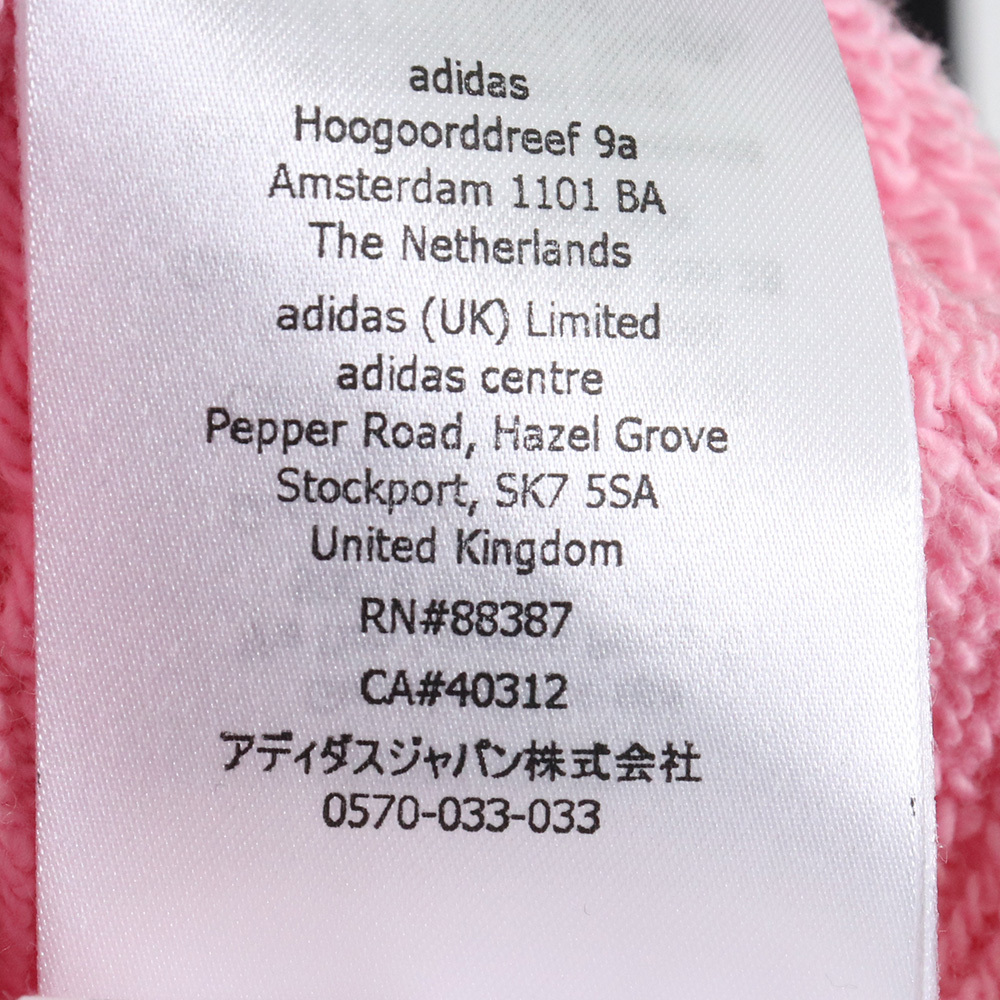 adidas
Hoogoorddreef 9a
Amsterdam 1101 BA
The Netherlands
adidas (UK) Limited
adidas centre
Pepper Road, Hazel Grove
Stockport, SK7 5SA
United Kingdom
RN#88387
CA#40312
アディダスジャパン株式会社
0570-033-033